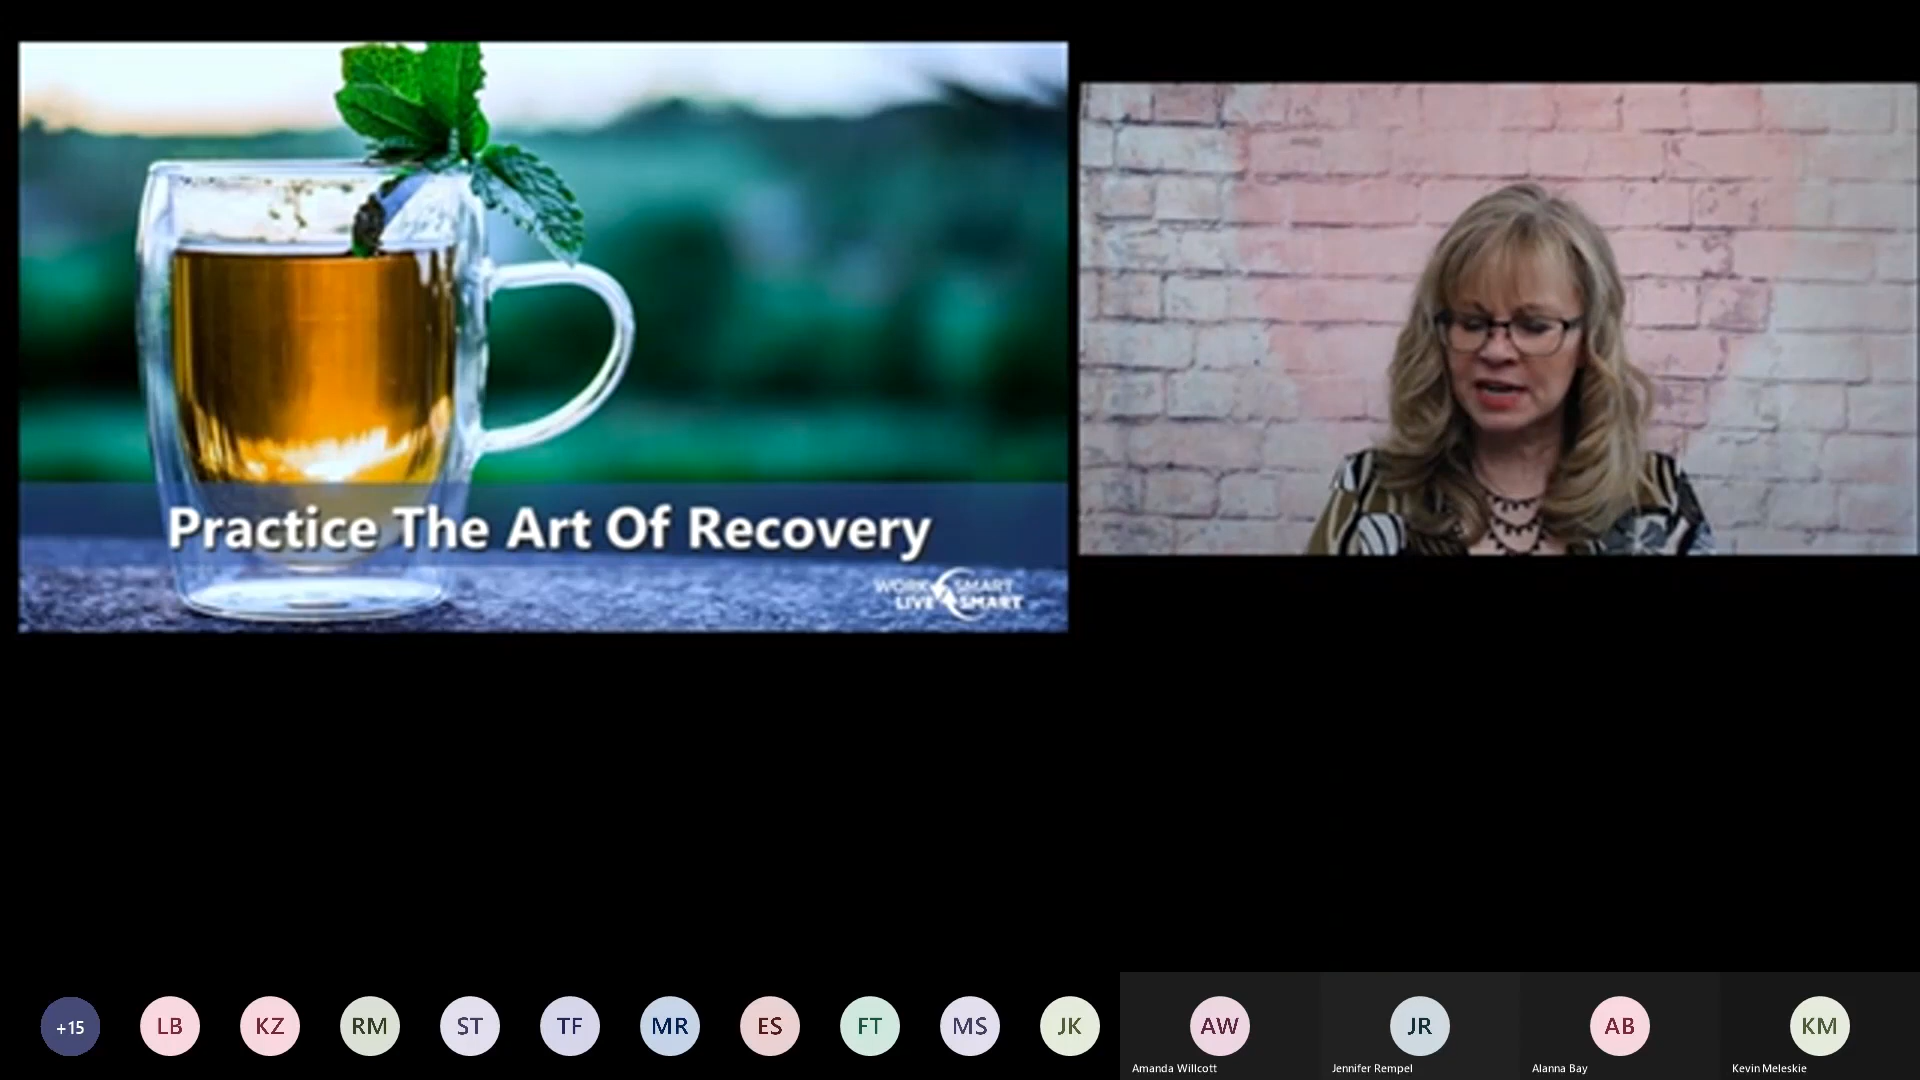 Practice The Art Of Recovery
WORK SMART
LIVE SMART
+15
LB
KZ
RM
ST
TF
MR
ES
FT
MS
JK
AW
JR
AB
KM
Amanda Willcott
Jennifer Rempel
Alanna Bay
Kevin Meleskie